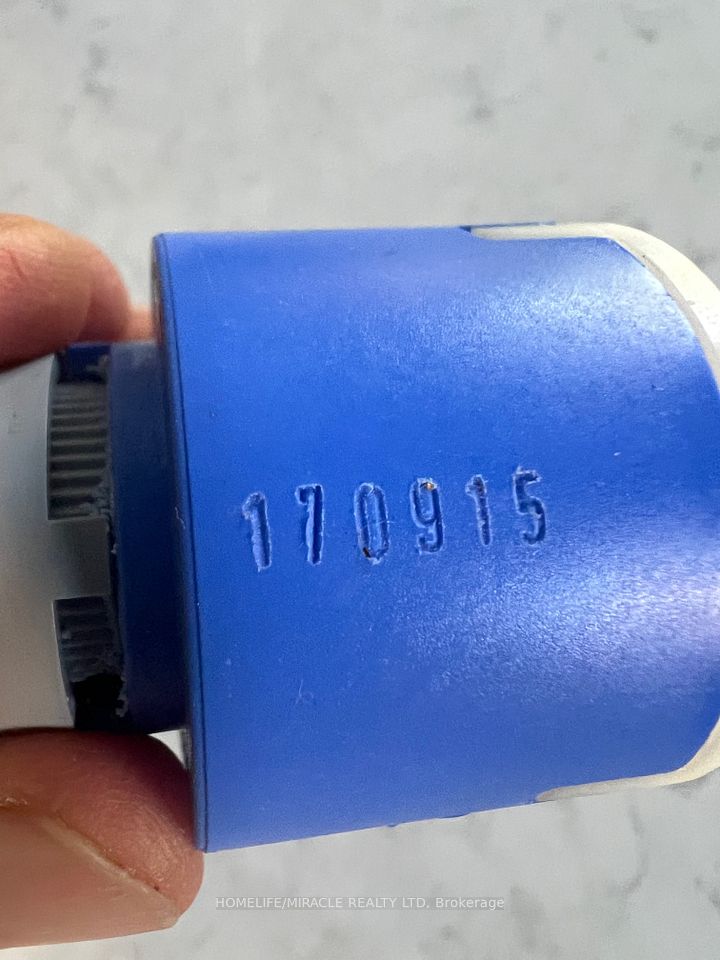 170915
HOMELIFE/MIRACLE REALTY LTD, Brokerage